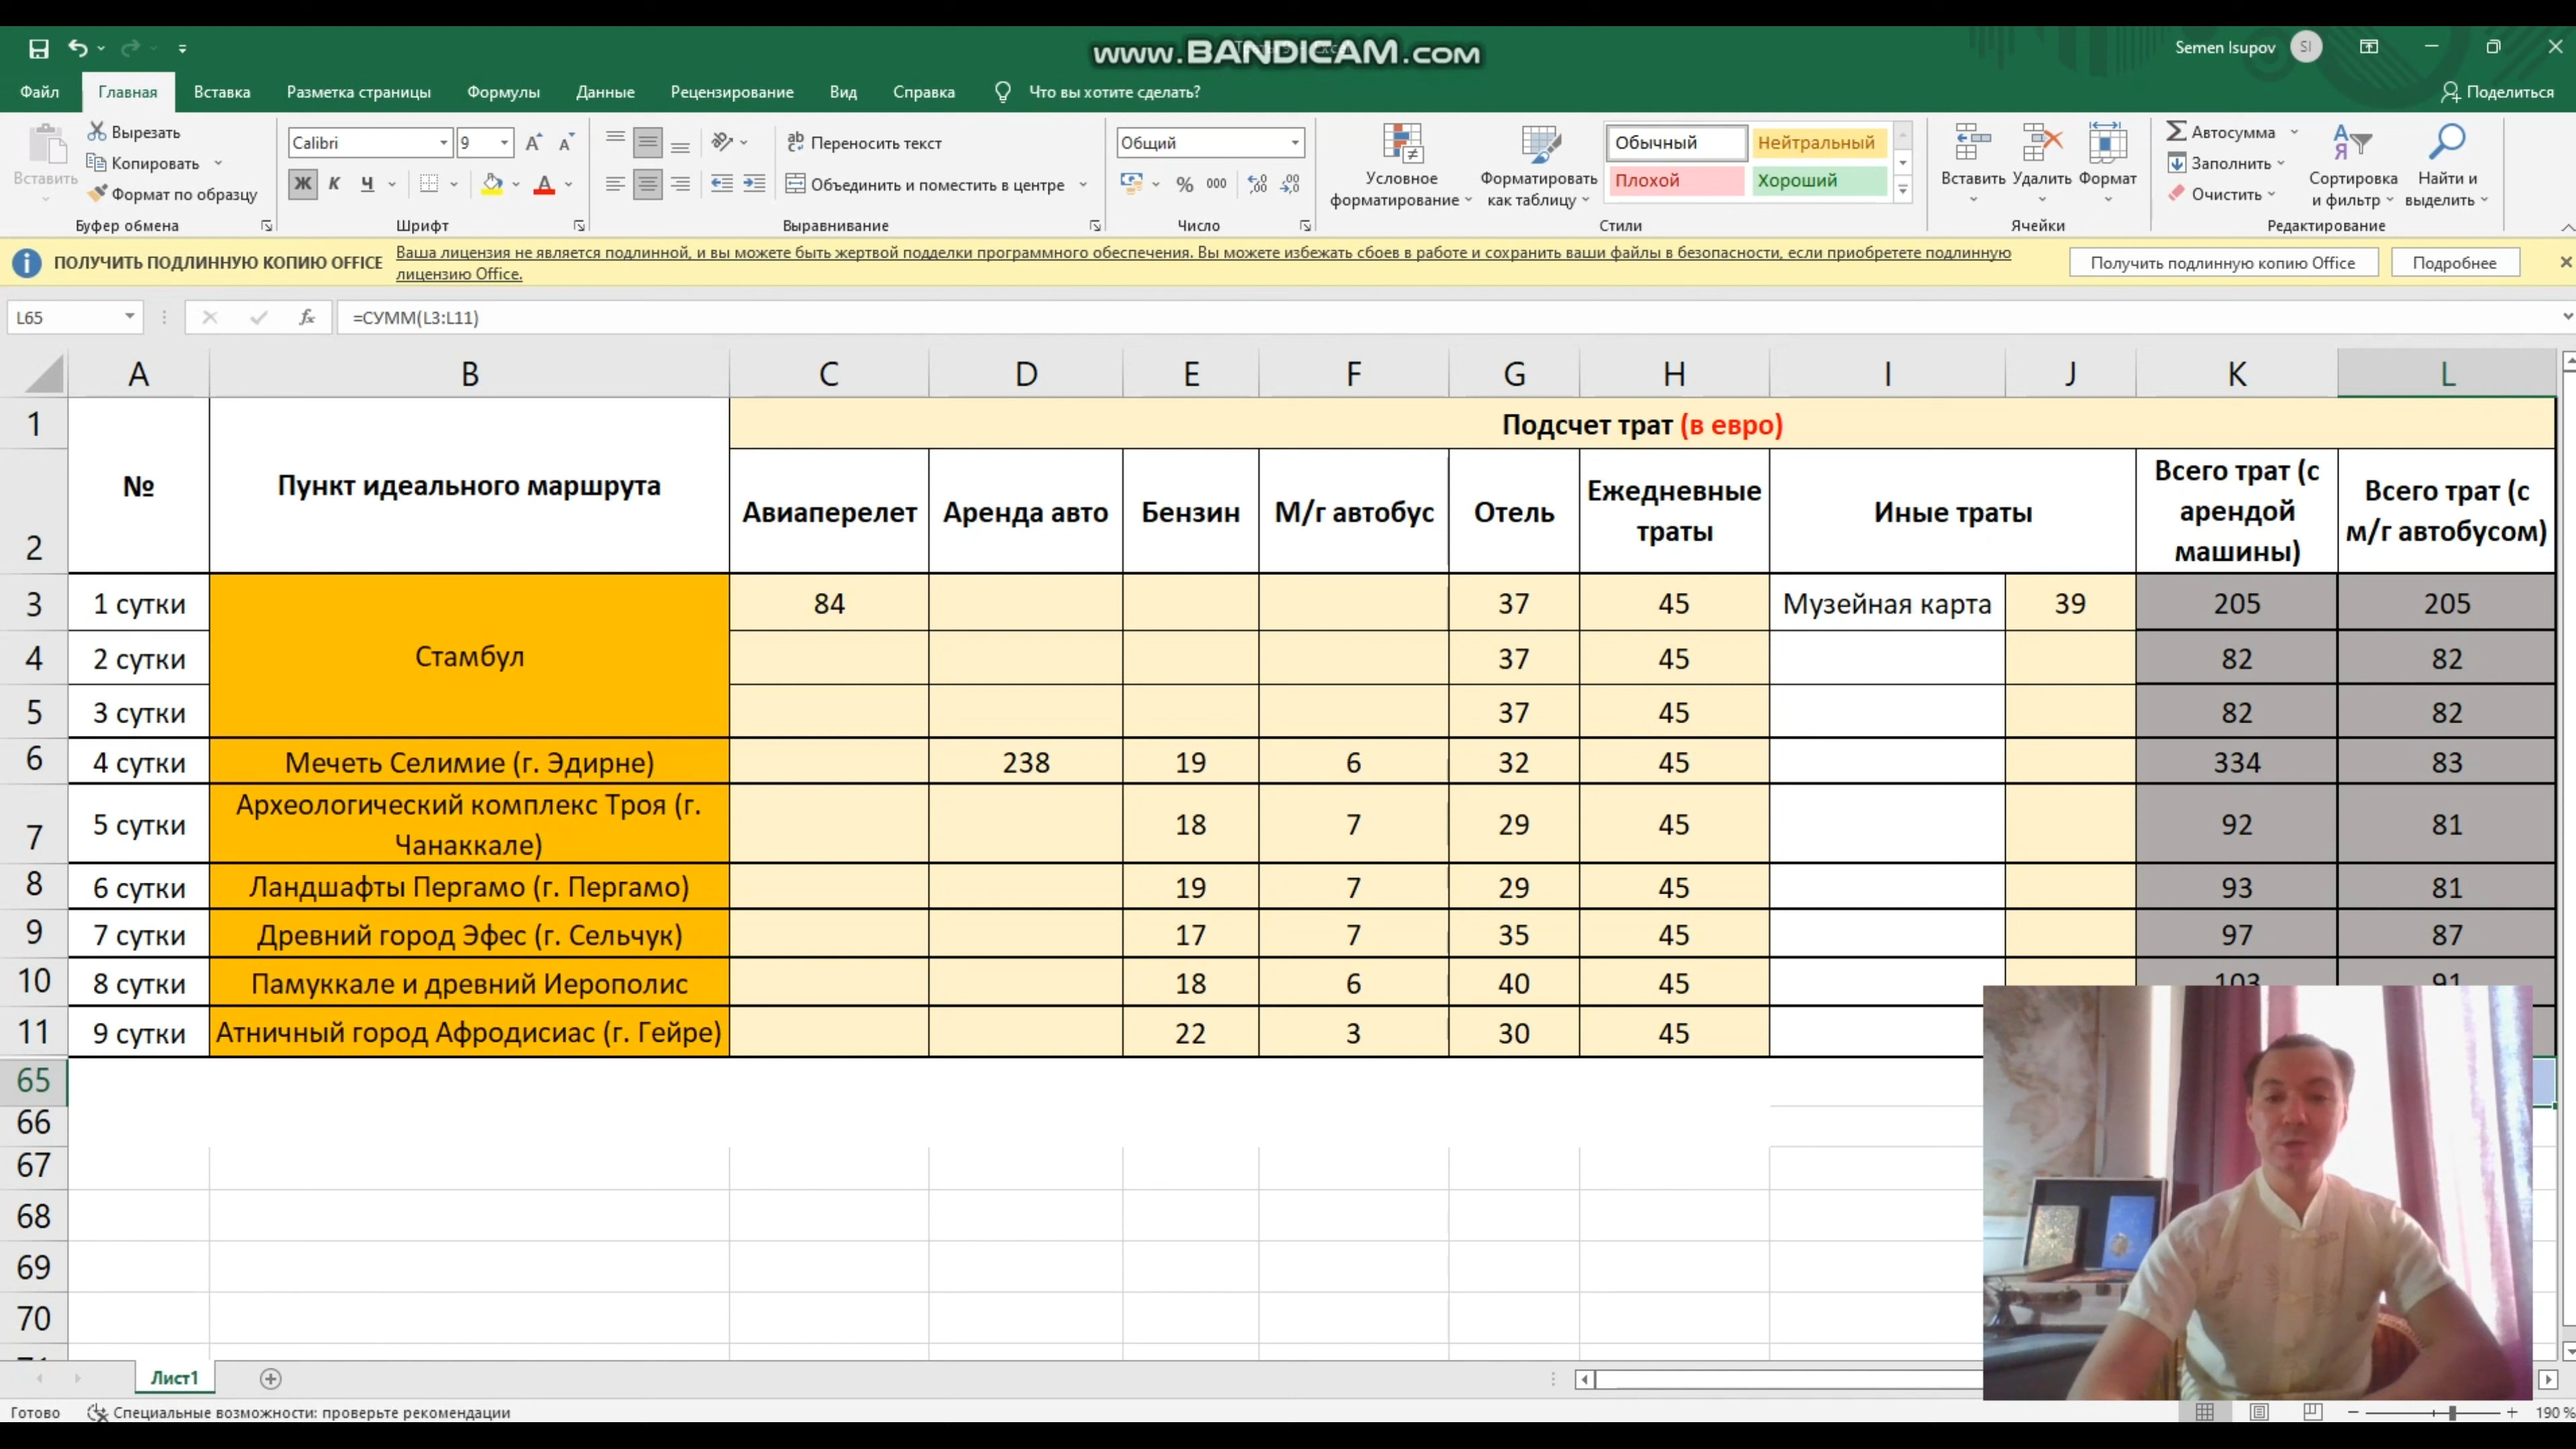 www.BANDICAM.com
Semen Isupov
SI
Файл
Главная
Вставка
Разметка страницы
Формулы
Данные
Рецензирование
Вид
Справка
Что вы хотите сделать?
Поделиться
Вставить
Вырезать
Копировать
Формат по образцу
Буфер обмена
Calibri
9
Ж К Ч
Шрифт
Переносить текст
Объединить и поместить в центре
Выравнивание
Общий
% 000
Число
Условное
форматирование
Форматировать
как таблицу
Обычный
Нейтральный
Плохой
Хороший
Стили
Вставить
Удалить
Формат
Ячейки
Автосумма
Заполнить
Очистить
Сортировка
и фильтр
Найти и
выделить
Редактирование
ПОЛУЧИТЬ ПОДЛИННУЮ КОПИЮ OFFICE
Ваша лицензия не является подлинной, и вы можете быть жертвой подделки программного обеспечения. Вы можете избежать сбоев в работе и сохранить ваши файлы в безопасности, если приобретете подлинную
лицензию Office.
Получить подлинную копию Office
Подробнее
L65
fx
=СУММ(L3:L11)
A B C D E F G H I J K L
1
Подсчет трат (в евро)
2
№
Пункт идеального маршрута
Авиаперелет
Аренда авто
Бензин
М/г автобус
Отель
Ежедневные
траты
Иные траты
Всего трат (с
арендой
машины)
Всего трат (с
м/г автобусом)
3 1 сутки 84 37 45 Музейная карта 39 205 205
Стамбул
4 2 сутки 37 45 82 82
5 3 сутки 37 45 82 82
6 4 сутки Мечеть Селимие (г. Эдирне) 238 19 6 32 45 334 83
7 5 сутки Археологический комплекс Троя (г.
Чанаккале) 18 7 29 45 92 81
8 6 сутки Ландшафты Пергамо (г. Пергамо) 19 7 29 45 93 81
9 7 сутки Древний город Эфес (г. Сельчук) 17 7 35 45 97 87
10 8 сутки Памуккале и древний Иерополис 18 6 40 45 103 91
11 9 сутки Атничный город Афродисиас (г. Гейре) 22 3 30 45
65
66
67
68
69
70
Лист1
Готово
Специальные возможности: проверьте рекомендации
190 %